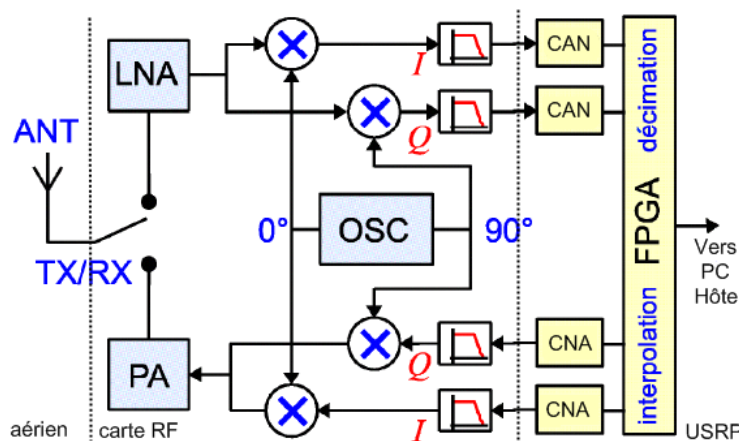 LNA
I
CAN
Q
CAN
décimation
ANT
TX/RX
0°
OSC
90°
FPGA
Vers
PC
Hôte
interpolation
PA
Q
CNA
I
CNA
aérien
carte RF
USRP